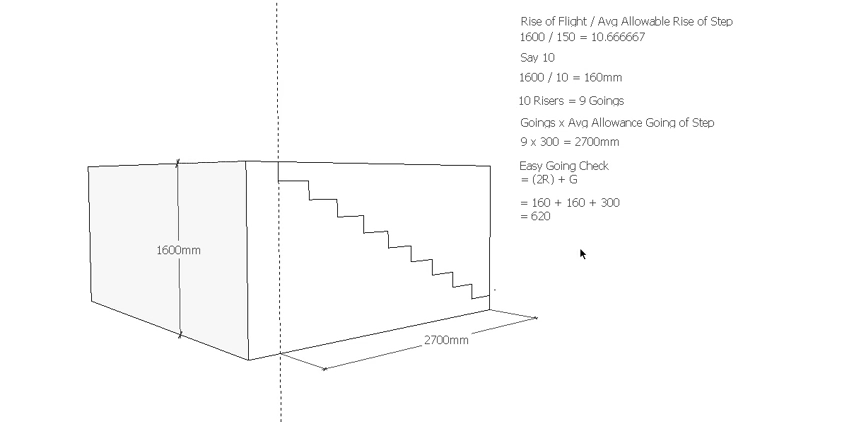 Rise of Flight / Avg Allowable Rise of Step
1600 / 150 = 10.666667
Say 10
1600 / 10 = 160mm
10 Risers = 9 Goings
Goings x Avg Allowance Going of Step
9 x 300 = 2700mm
Easy Going Check
= (2R) + G
= 160 + 160 + 300
= 620
1600mm
2700mm